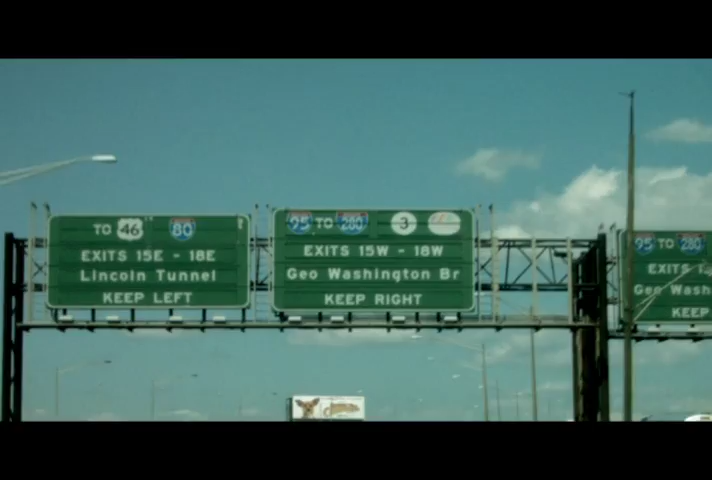 TO 46 80
EXITS 15E - 18E
Lincoln Tunnel
KEEP LEFT
95 TO 280 3
EXITS 15W - 18W
Geo Washington Br
KEEP RIGHT
95 TO 280
EXITS
Geo Wash
KEEP